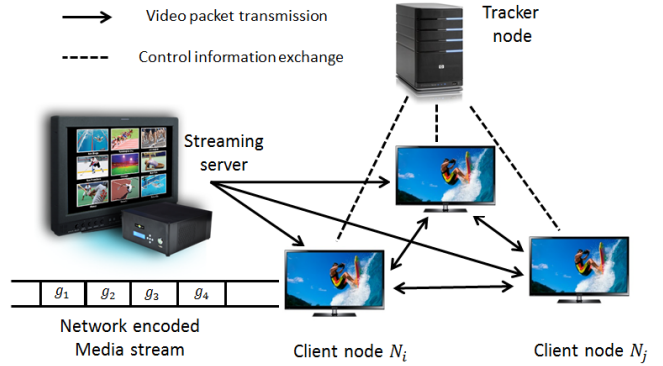 Video packet transmission
Control information exchange
Tracker
node
Streaming
server
g₁ g₂ g₃ g₄
Network encoded
Media stream
Client node Nᵢ
Client node Nⱼ